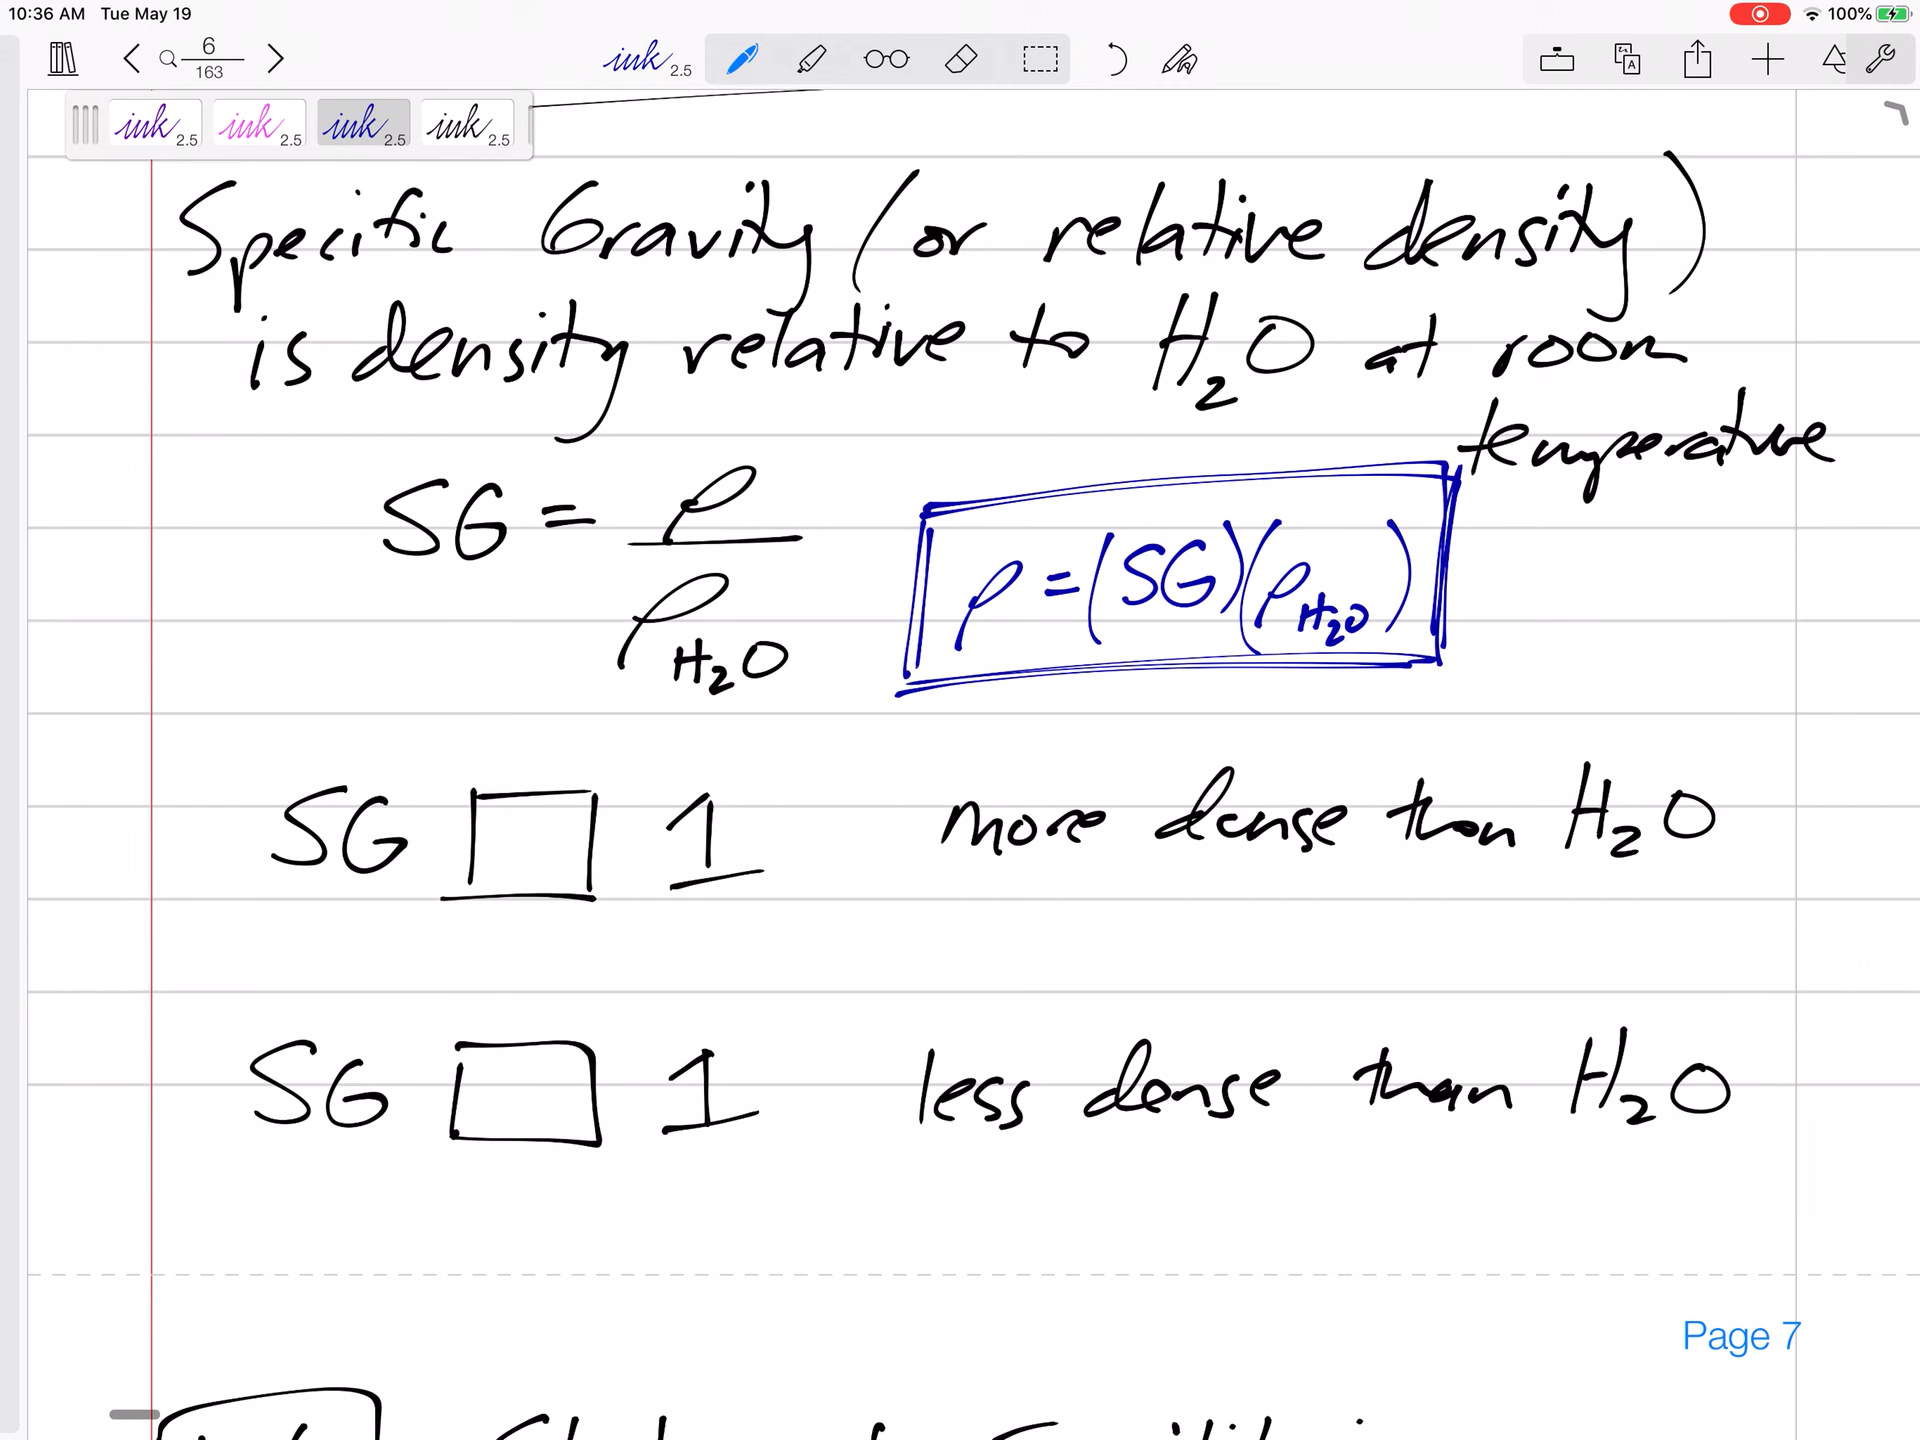 10:36 AM Tue May 19
100%
6
163
ink 2.5
ink 2.5 ink 2.5 ink 2.5 ink 2.5
Specific Gravity (or relative density)
is density relative to H₂O at room
temperature
SG = ρ / ρH₂O
ρ = (SG)(ρH₂O)
SG □ 1 more dense than H₂O
SG □ 1 less dense than H₂O
Page 7